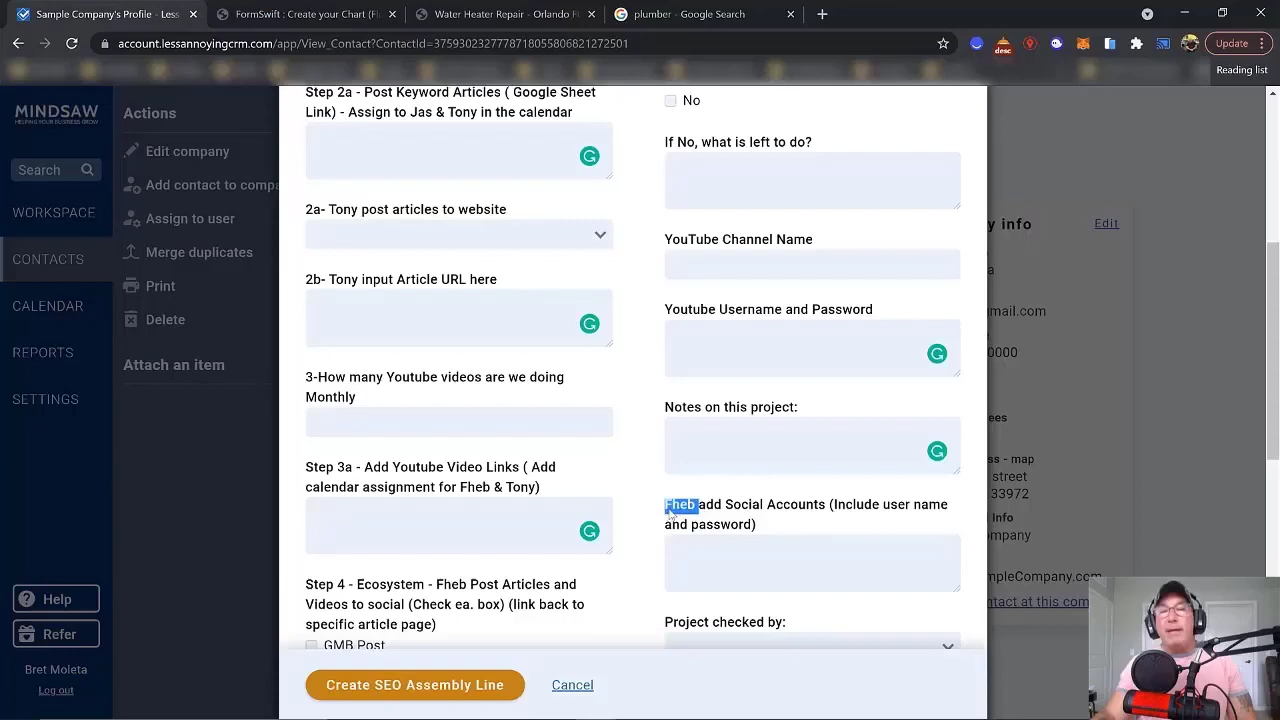 Sample Company's Profile - Less
FormSwift : Create your Chart (Fl
Water Heater Repair - Orlando Fl
plumber - Google Search
account.lessannoyingcrm.com/app/View_Contact?ContactId=37593023277787180558068212725​01
Update
desc
Reading list
MINDSAW
HELPING YOUR BUSINESS GROW
Search
WORKSPACE
CONTACTS
CALENDAR
REPORTS
SETTINGS
Help
Refer
Bret Moleta
Log out
Actions
Edit company
Add contact to compa
Assign to user
Merge duplicates
Print
Delete
Attach an item
Step 2a - Post Keyword Articles ( Google Sheet
Link) - Assign to Jas & Tony in the calendar
2a- Tony post articles to website
2b- Tony input Article URL here
3-How many Youtube videos are we doing
Monthly
Step 3a - Add Youtube Video Links ( Add
calendar assignment for Fheb & Tony)
Step 4 - Ecosystem - Fheb Post Articles and
Videos to social (Check ea. box) (link back to
specific article page)
GMB Post
No
If No, what is left to do?
YouTube Channel Name
Youtube Username and Password
Notes on this project:
Fheb add Social Accounts (Include user name
and password)
Project checked by:
Create SEO Assembly Line
Cancel
y info
Edit
a
mail.com
0000
ees
ss - map
street
33972
l Info
ompany
mpleCompany.com
ntact at this com